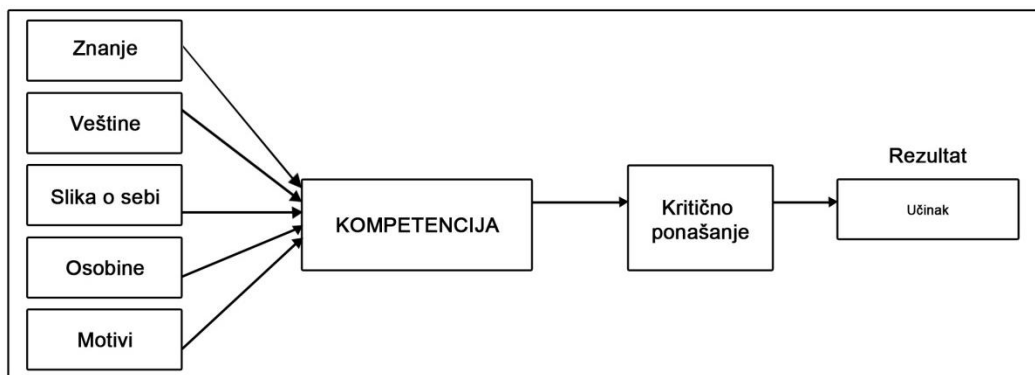 Znanje
Veštine
Slika o sebi
Osobine
Motivi
KOMPETENCIJA
Kritično
ponašanje
Rezultat
Učinak